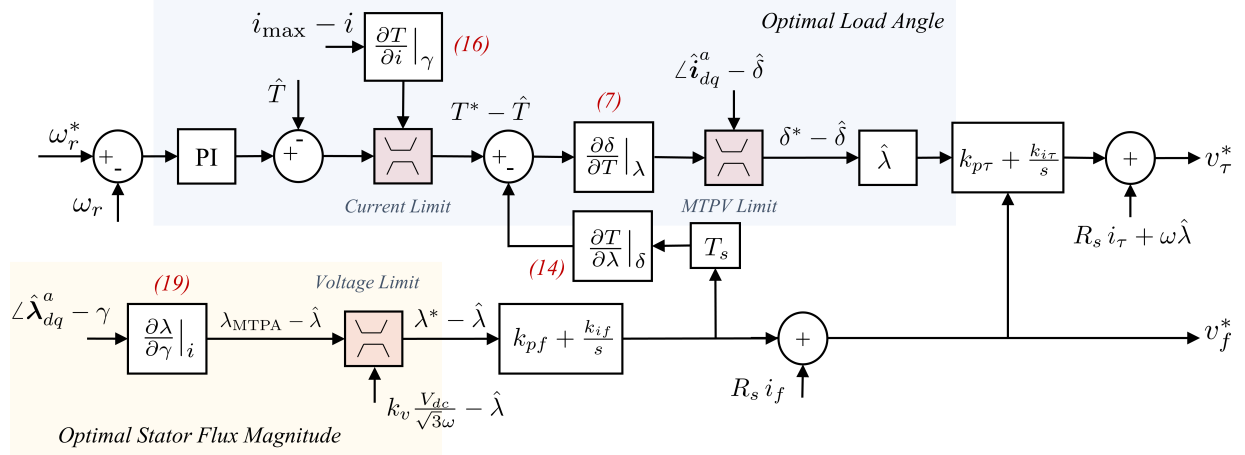 Optimal Load Angle
i_max − i
∂T/∂i |_γ
(16)
∠î^a_dq − δ̂
T̂
T* − T̂
(7)
ω_r*
+
-
PI
+
-
+
-
∂δ/∂T |_λ
δ* − δ̂
λ̂
k_pτ + k_iτ/s
+
v_τ*
ω_r
Current Limit
MTPV Limit
R_s i_τ + ωλ̂
∂T/∂λ |_δ
T_s
(14)
(19)
Voltage Limit
∠λ̂^a_dq − γ
∂λ/∂γ |_i
λ_MTPA − λ̂
λ* − λ̂
k_pf + k_if/s
+
v_f*
R_s i_f
k_v V_dc/√3ω − λ̂
Optimal Stator Flux Magnitude